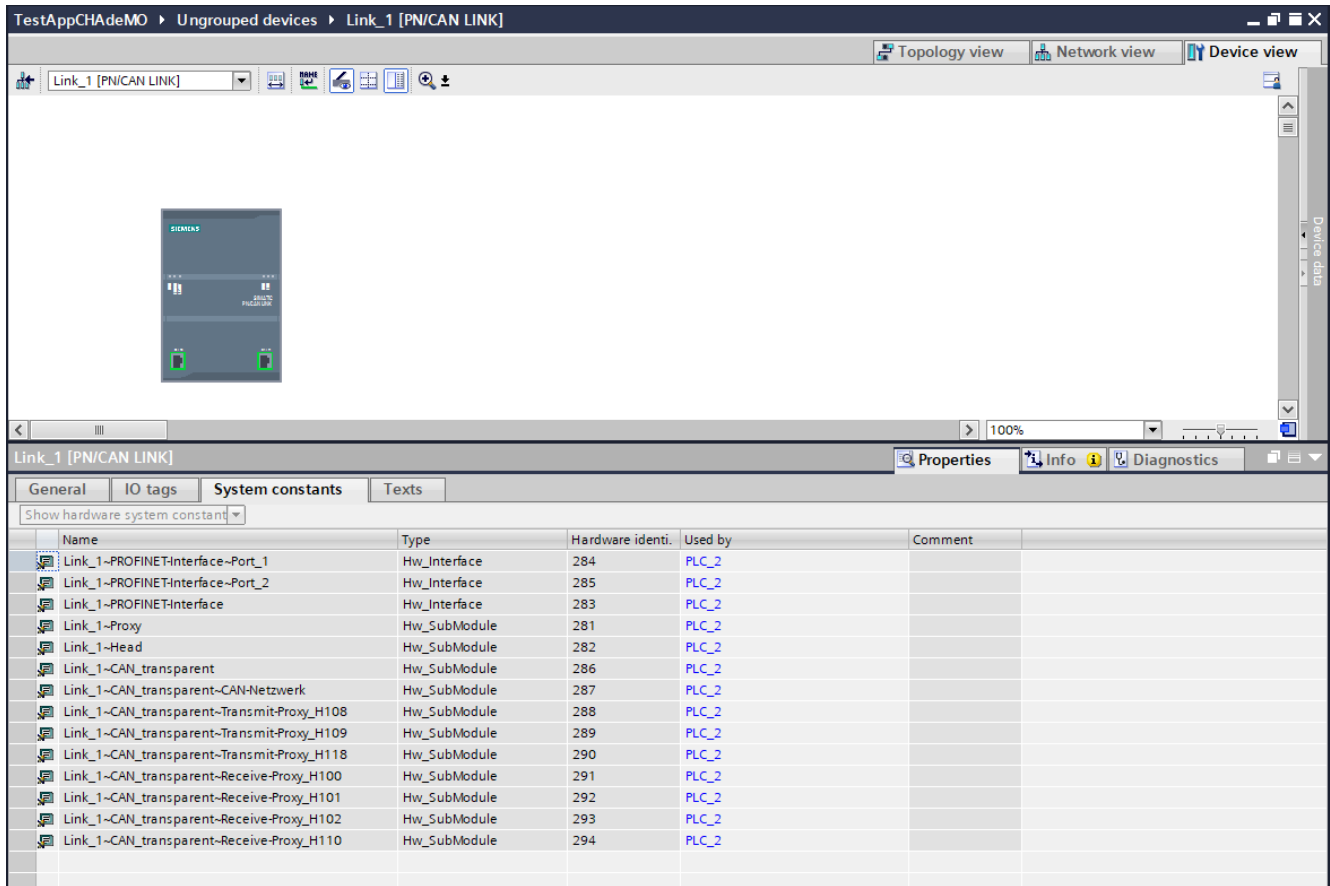 TestAppCHAdeMO ▸ Ungrouped devices ▸ Link_1 [PN/CAN LINK]
Topology view Network view Device view
Link_1 [PN/CAN LINK]
SIEMENS
SIMATIC
PN/CAN LINK
Device data
100%
Link_1 [PN/CAN LINK]
Properties Info Diagnostics
General IO tags System constants Texts
Show hardware system constant
Name Type Hardware identi. Used by Comment
Link_1~PROFINET-Interface~Port_1 Hw_Interface 284 PLC_2
Link_1~PROFINET-Interface~Port_2 Hw_Interface 285 PLC_2
Link_1~PROFINET-Interface Hw_Interface 283 PLC_2
Link_1~Proxy Hw_SubModule 281 PLC_2
Link_1~Head Hw_SubModule 282 PLC_2
Link_1~CAN_transparent Hw_SubModule 286 PLC_2
Link_1~CAN_transparent~CAN-Netzwerk Hw_SubModule 287 PLC_2
Link_1~CAN_transparent~Transmit-Proxy_H108 Hw_SubModule 288 PLC_2
Link_1~CAN_transparent~Transmit-Proxy_H109 Hw_SubModule 289 PLC_2
Link_1~CAN_transparent~Transmit-Proxy_H118 Hw_SubModule 290 PLC_2
Link_1~CAN_transparent~Receive-Proxy_H100 Hw_SubModule 291 PLC_2
Link_1~CAN_transparent~Receive-Proxy_H101 Hw_SubModule 292 PLC_2
Link_1~CAN_transparent~Receive-Proxy_H102 Hw_SubModule 293 PLC_2
Link_1~CAN_transparent~Receive-Proxy_H110 Hw_SubModule 294 PLC_2